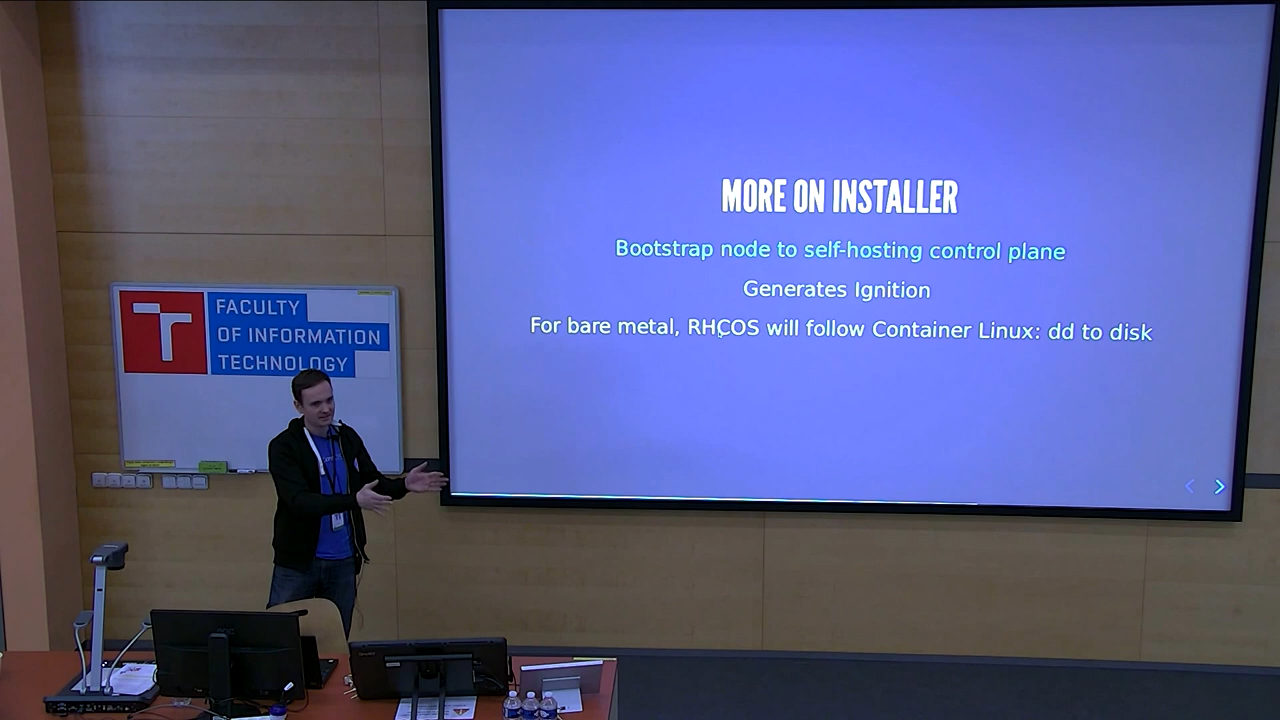 MORE ON INSTALLER
Bootstrap node to self-hosting control plane
Generates Ignition
For bare metal, RHCOS will follow Container Linux: dd to disk
FACULTY
OF INFORMATION
TECHNOLOGY